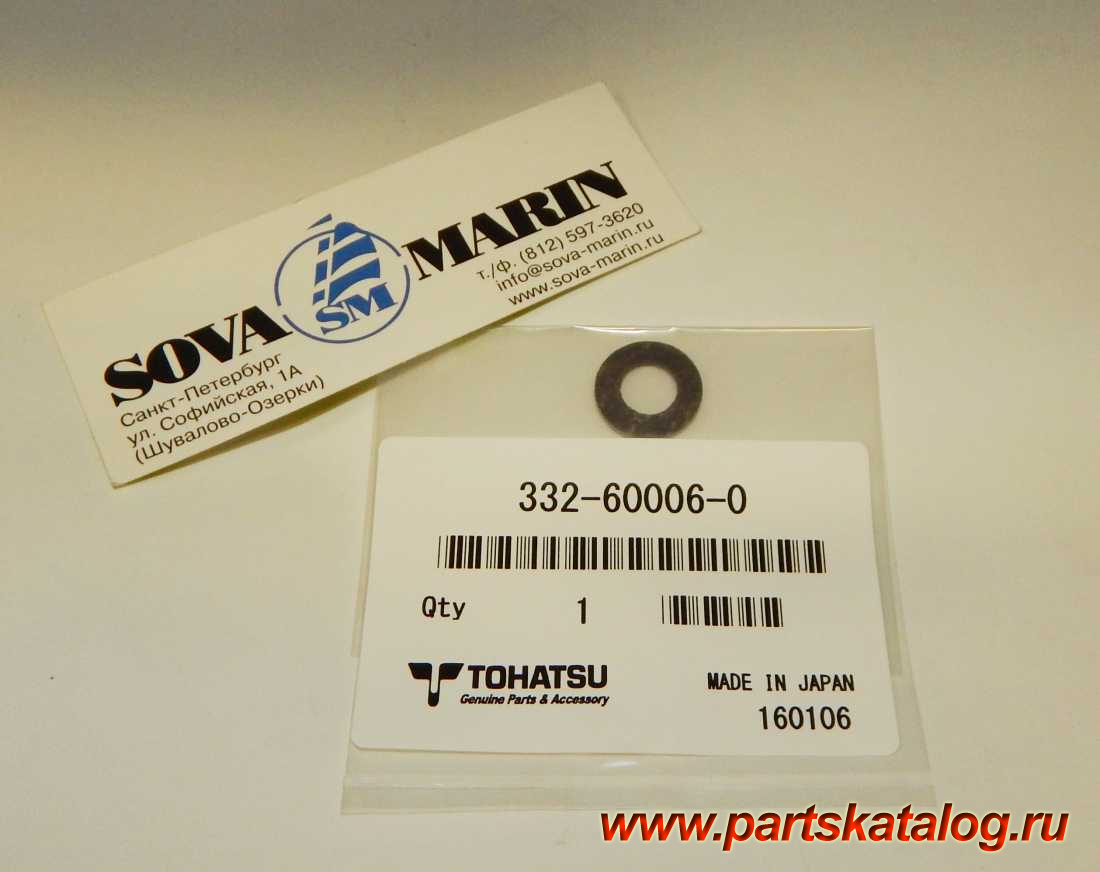 SOVA SM MARIN
т./ф. (812) 597-3620
info@sova-marin.ru
www.sova-marin.ru
Санкт-Петербург
ул. Софийская, 1А
(Шувалово-Озерки)
332-60006-0
Qty 1
TOHATSU
Genuine Parts & Accessory
MADE IN JAPAN
160106
www.partskatalog.ru